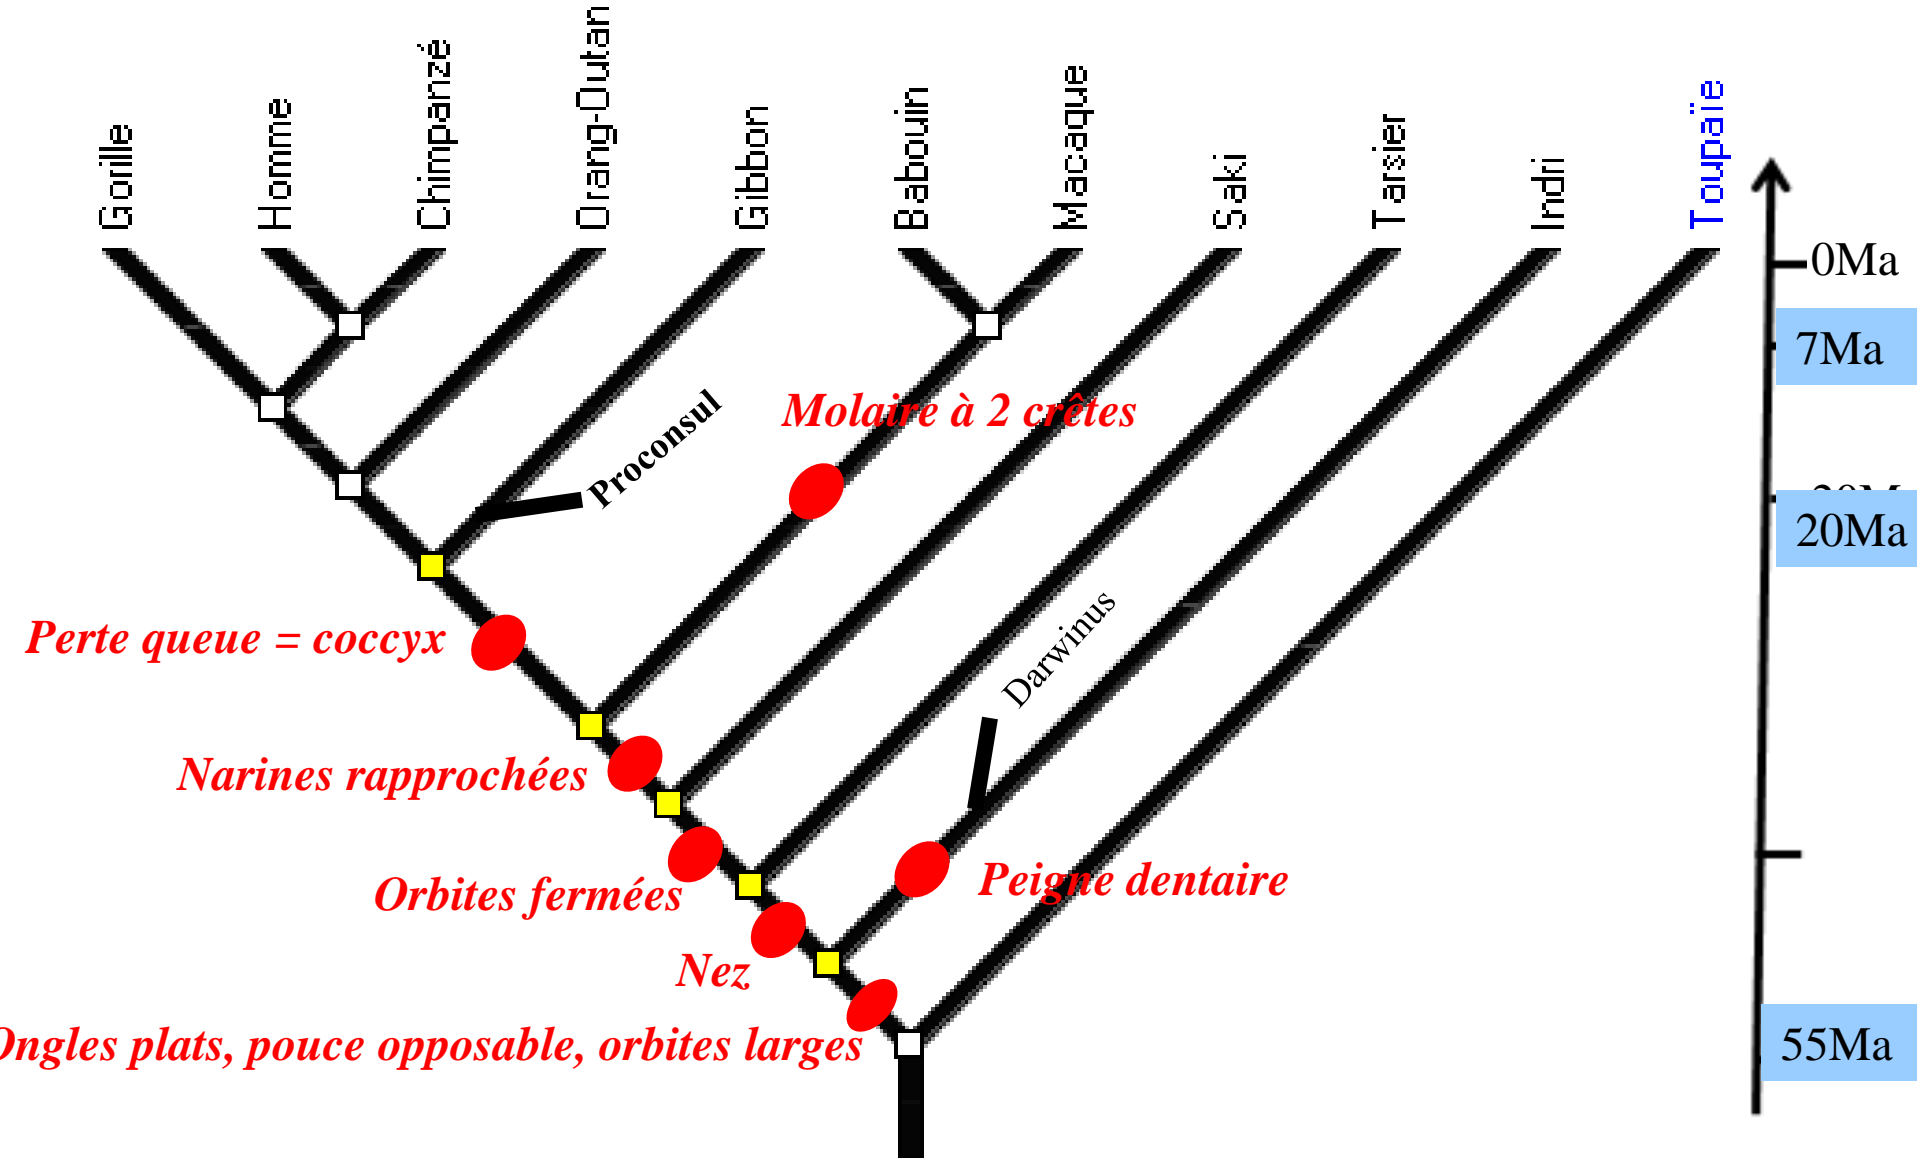 Gorille
Homme
Chimpanzé
Orang-Outan
Gibbon
Babouin
Macaque
Saki
Tarsier
Indri
Toupaïe
0Ma
7Ma
Molaire à 2 crêtes
Proconsul
20Ma
Perte queue = coccyx
Darwinus
Narines rapprochées
Orbites fermées
Peigne dentaire
Nez
Ongles plats, pouce opposable, orbites larges
55Ma